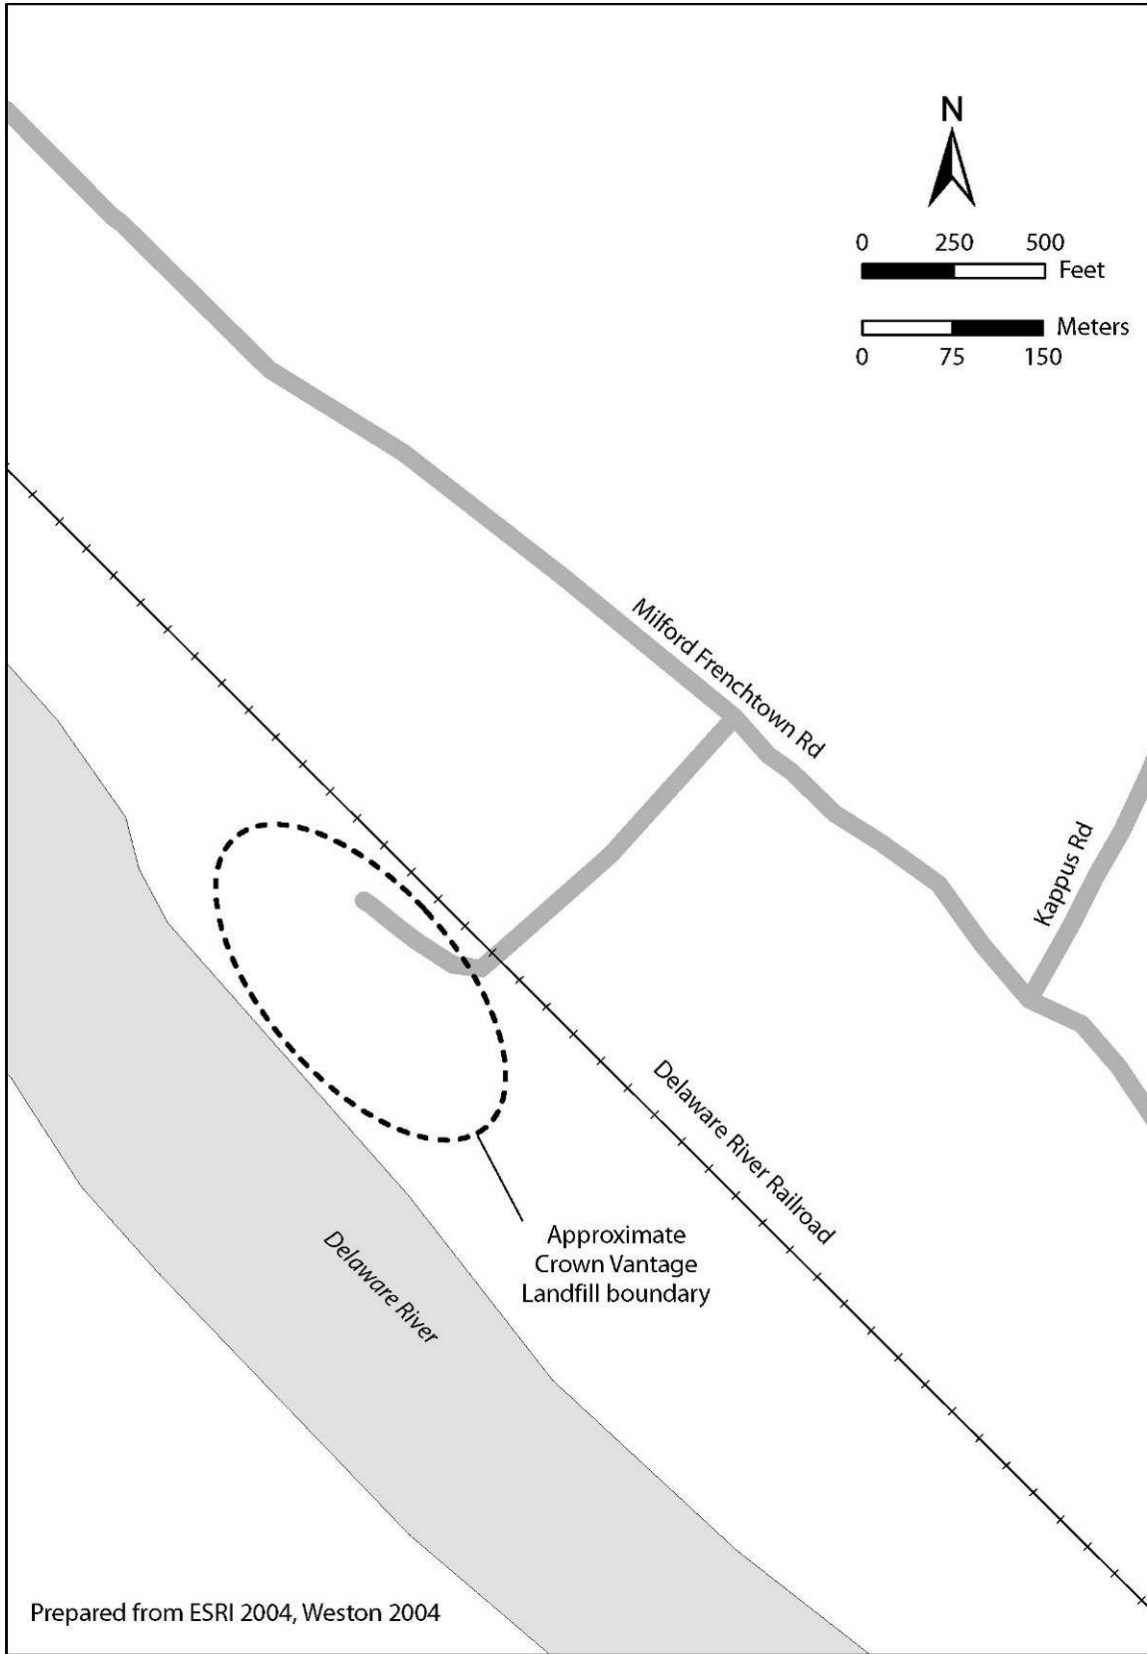 N
0 250 500
Feet
Meters
0 75 150
Milford Frenchtown Rd
Kappus Rd
Delaware River Railroad
Approximate
Crown Vantage
Landfill boundary
Delaware River
Prepared from ESRI 2004, Weston 2004